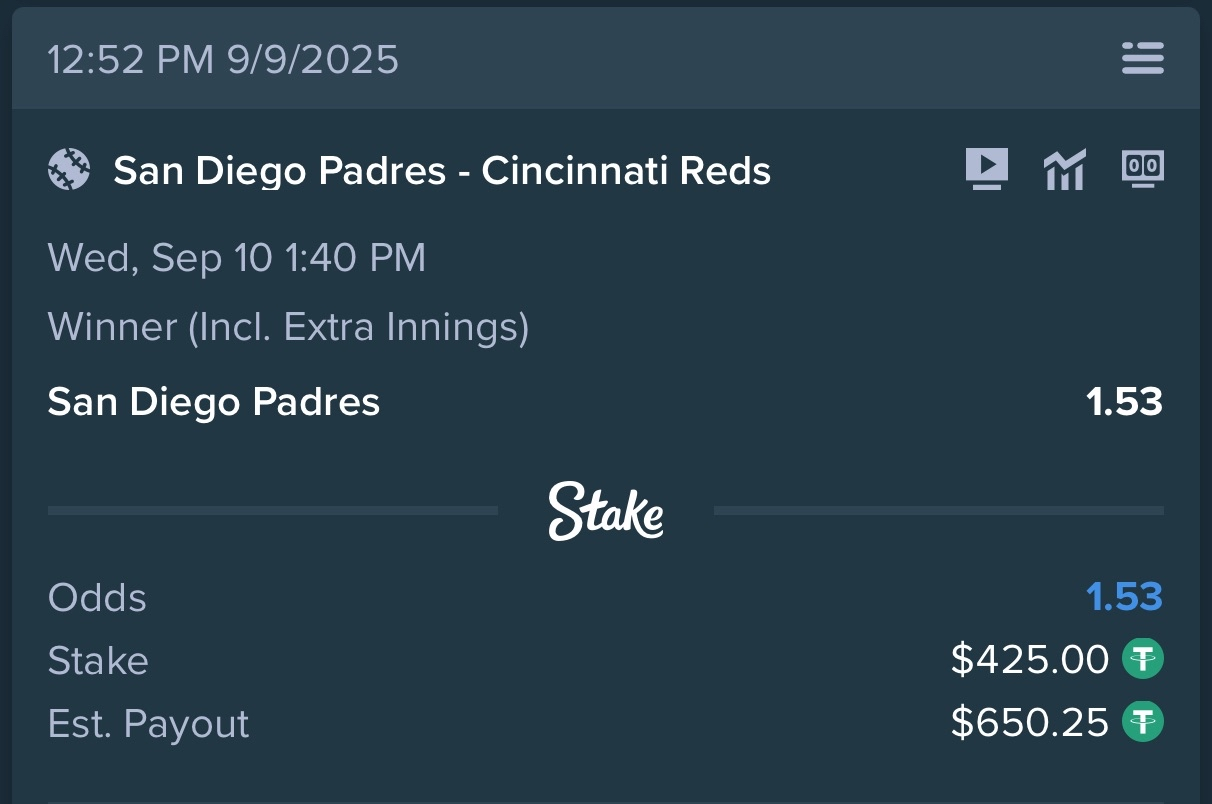 12:52 PM 9/9/2025
San Diego Padres - Cincinnati Reds
00
Wed, Sep 10 1:40 PM
Winner (Incl. Extra Innings)
San Diego Padres 1.53
Stake
Odds 1.53
Stake $425.00
Est. Payout $650.25